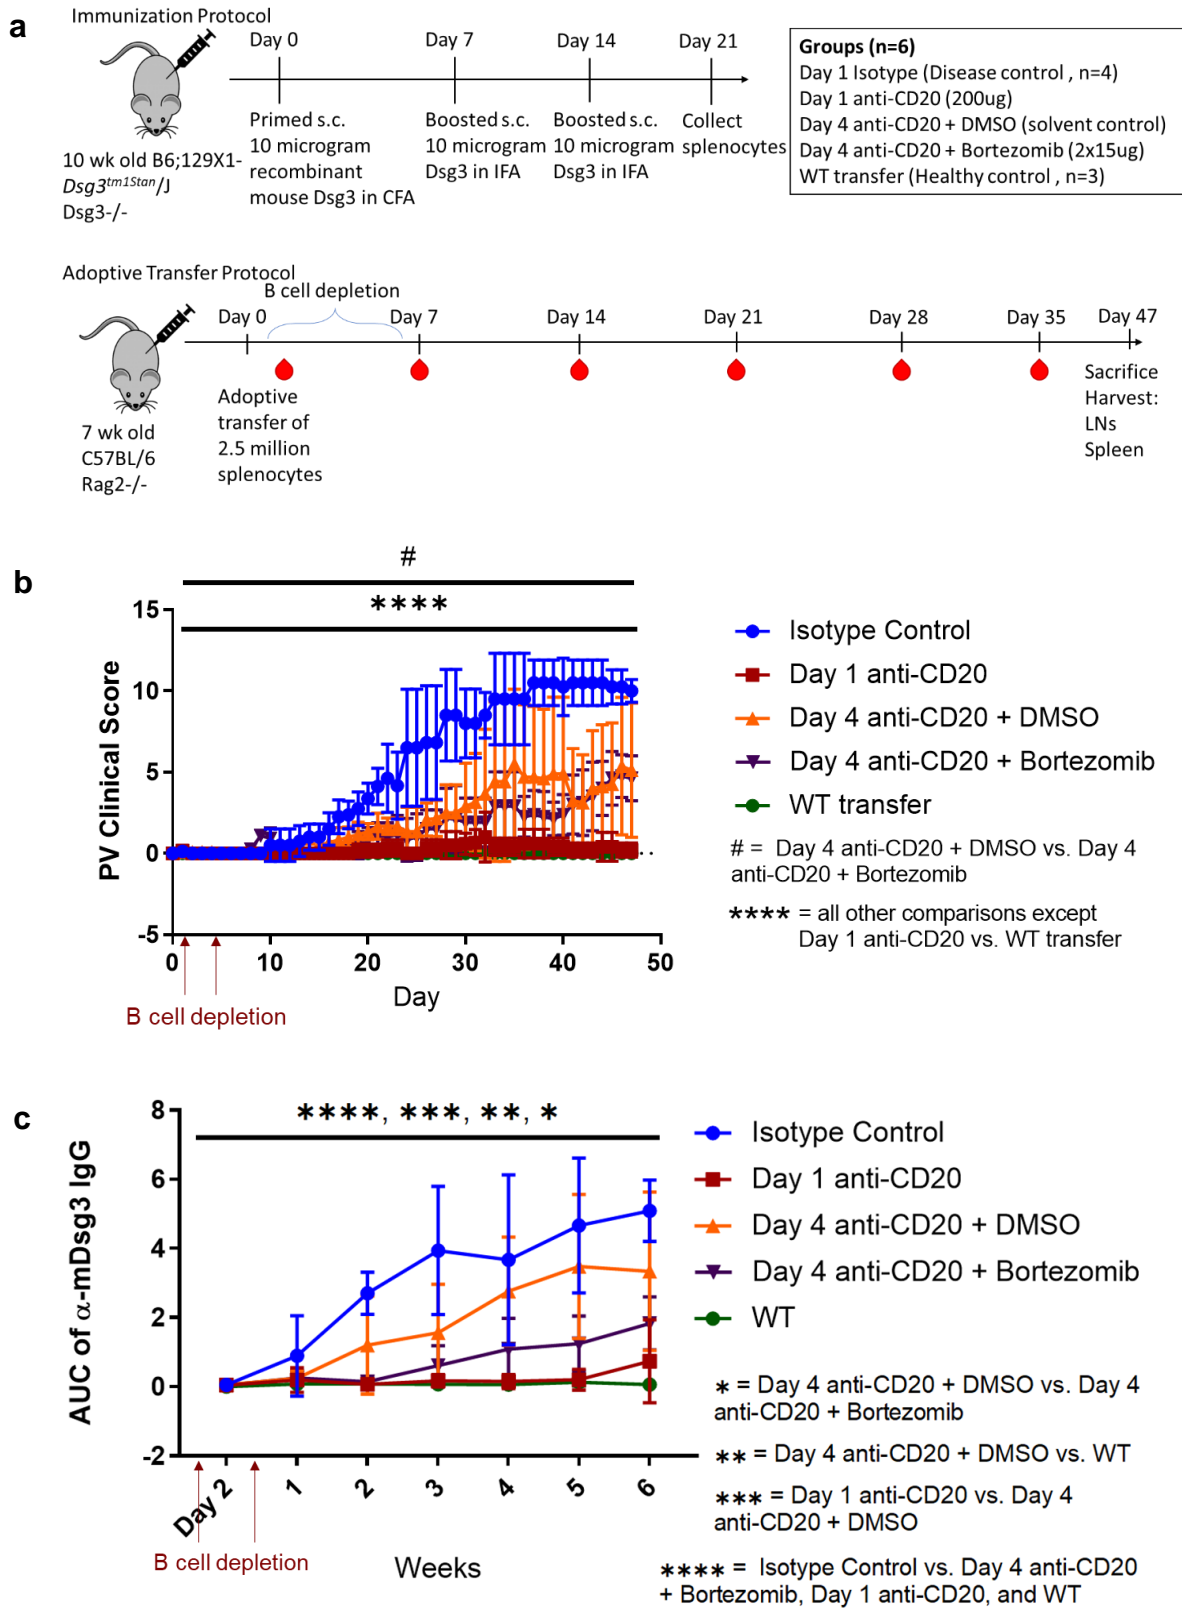 a
Immunization Protocol
Day 0
Day 7
Day 14
Day 21
Primed s.c.
10 microgram
recombinant
mouse Dsg3 in CFA
Boosted s.c.
10 microgram
Dsg3 in IFA
Boosted s.c.
10 microgram
Dsg3 in IFA
Collect
splenocytes
10 wk old B6;129X1-
Dsg3tm1Stan/J
Dsg3-/-
Groups (n=6)
Day 1 Isotype (Disease control , n=4)
Day 1 anti-CD20 (200ug)
Day 4 anti-CD20 + DMSO (solvent control)
Day 4 anti-CD20 + Bortezomib (2x15ug)
WT transfer (Healthy control , n=3)
Adoptive Transfer Protocol
B cell depletion
Day 0
Day 7
Day 14
Day 21
Day 28
Day 35
Day 47
Adoptive
transfer of
2.5 million
splenocytes
Sacrifice
Harvest:
LNs
Spleen
7 wk old
C57BL/6
Rag2-/-
b
#
****
PV Clinical Score
15
10
5
0
-5
0
10
20
30
40
50
Day
B cell depletion
Isotype Control
Day 1 anti-CD20
Day 4 anti-CD20 + DMSO
Day 4 anti-CD20 + Bortezomib
WT transfer
# = Day 4 anti-CD20 + DMSO vs. Day 4
anti-CD20 + Bortezomib
**** = all other comparisons except
Day 1 anti-CD20 vs. WT transfer
c
****, ***, **, *
AUC of α-mDsg3 IgG
8
6
4
2
0
-2
Day 2
1
2
3
4
5
6
Weeks
B cell depletion
Isotype Control
Day 1 anti-CD20
Day 4 anti-CD20 + DMSO
Day 4 anti-CD20 + Bortezomib
WT
* = Day 4 anti-CD20 + DMSO vs. Day 4
anti-CD20 + Bortezomib
** = Day 4 anti-CD20 + DMSO vs. WT
*** = Day 1 anti-CD20 vs. Day 4
anti-CD20 + DMSO
**** = Isotype Control vs. Day 4 anti-CD20
+ Bortezomib, Day 1 anti-CD20, and WT